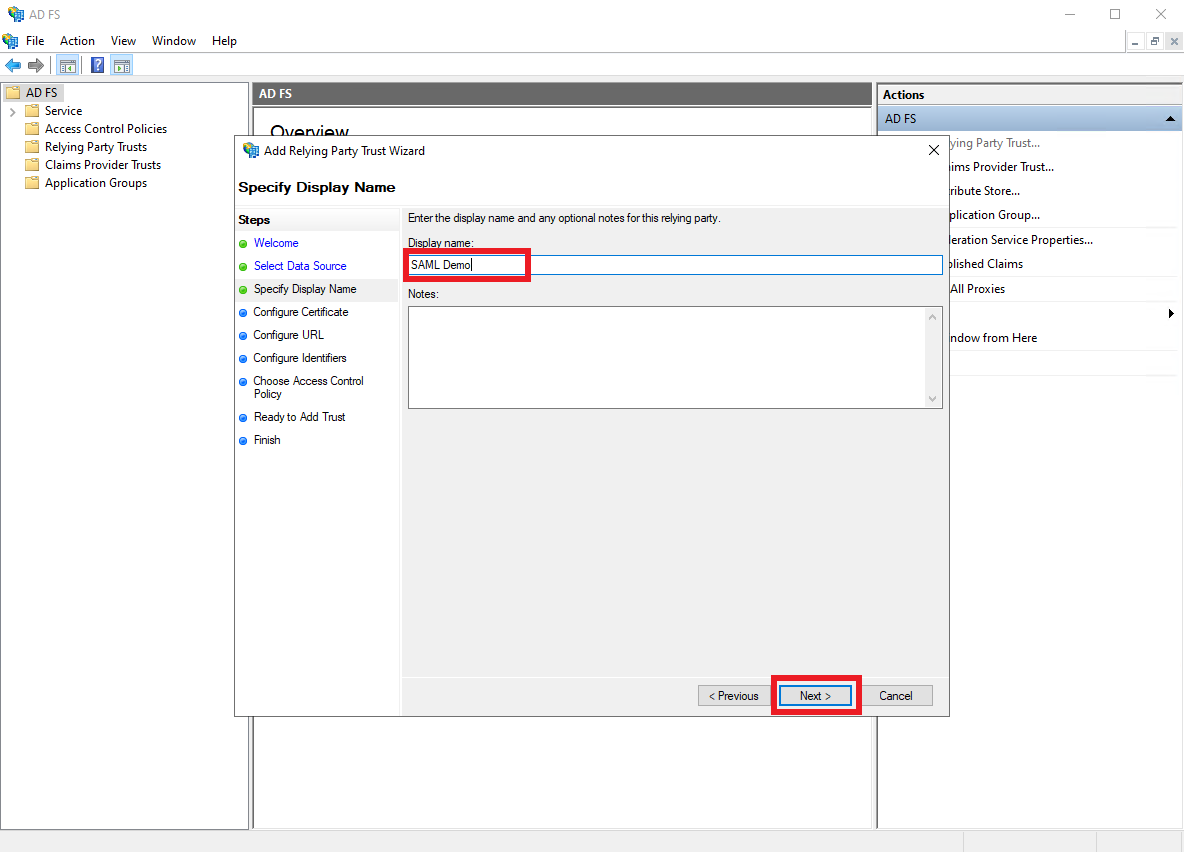 AD FS
File Action View Window Help
AD FS
Service
Access Control Policies
Relying Party Trusts
Claims Provider Trusts
Application Groups
AD FS
Overview
Actions
AD FS
ying Party Trust...
ims Provider Trust...
ribute Store...
plication Group...
leration Service Properties...
blished Claims
All Proxies
ndow from Here
Add Relying Party Trust Wizard
Specify Display Name
Steps
Welcome
Select Data Source
Specify Display Name
Configure Certificate
Configure URL
Configure Identifiers
Choose Access Control
Policy
Ready to Add Trust
Finish
Enter the display name and any optional notes for this relying party.
Display name:
SAML Demo
Notes:
< Previous Next > Cancel